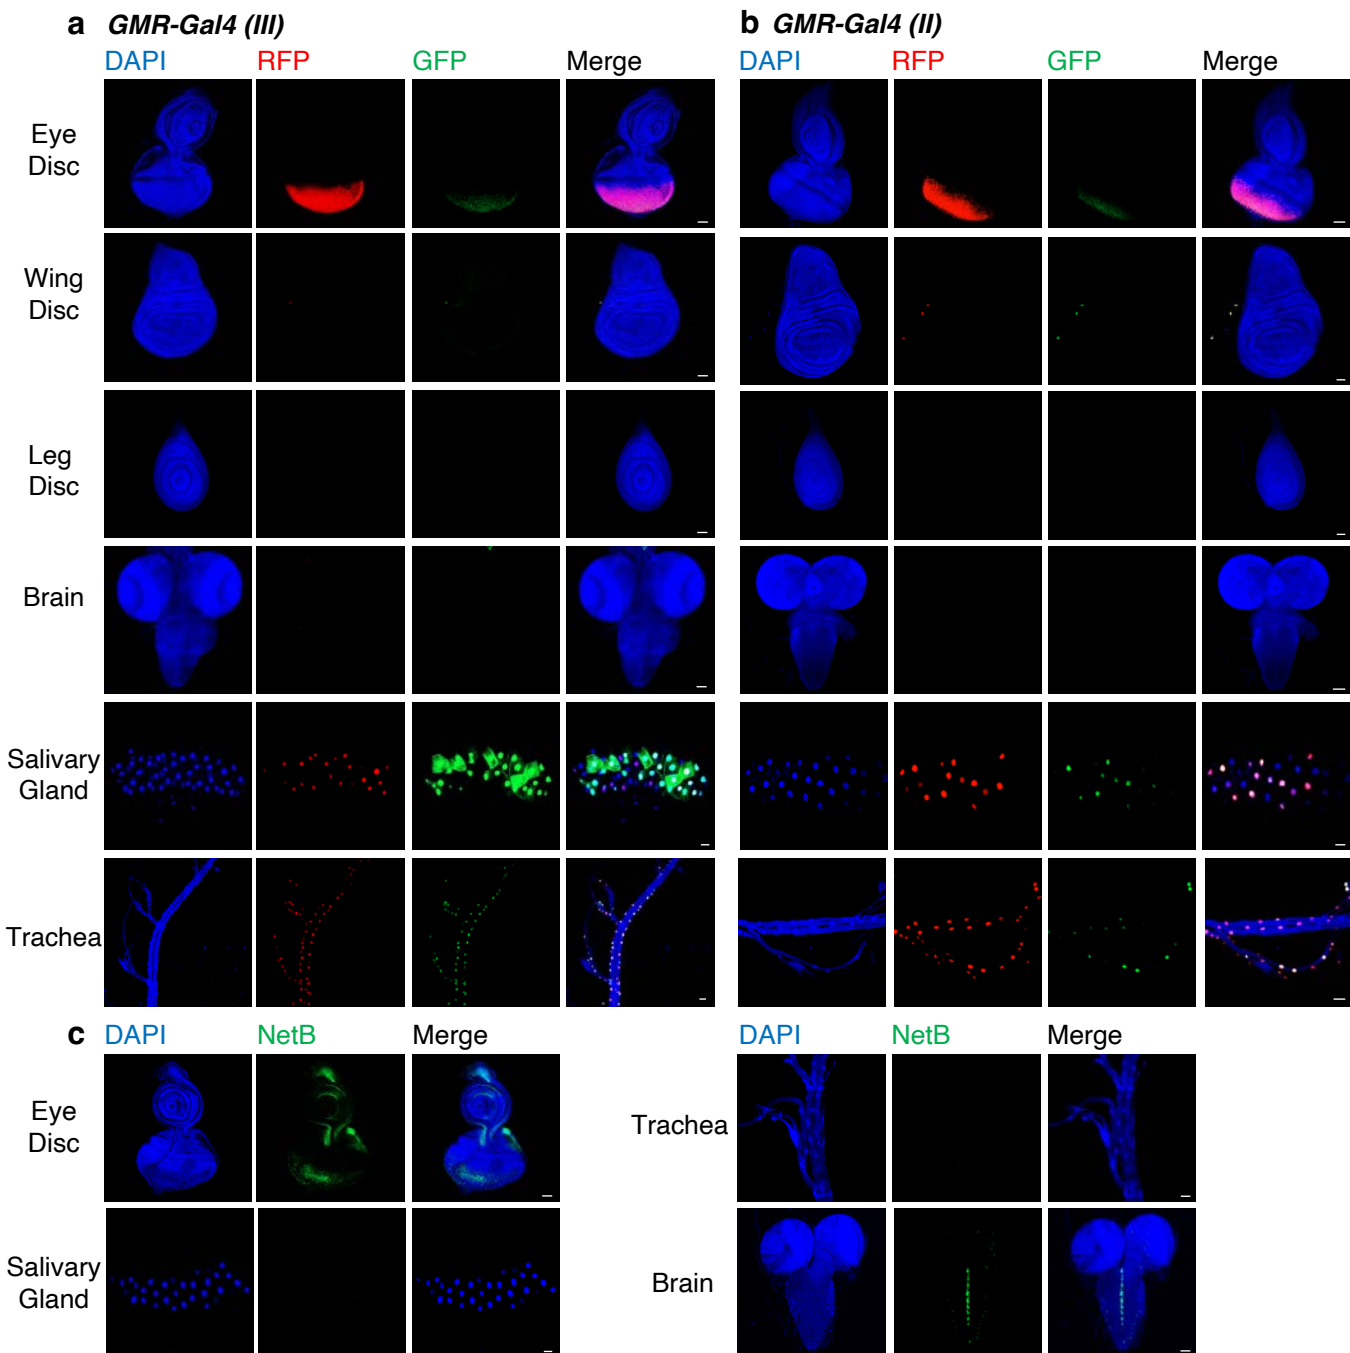 a GMR-Gal4 (III)
DAPI RFP GFP Merge
Eye
Disc
Wing
Disc
Leg
Disc
Brain
Salivary
Gland
Trachea
b GMR-Gal4 (II)
DAPI RFP GFP Merge
c DAPI NetB Merge
Eye
Disc
Salivary
Gland
DAPI NetB Merge
Trachea
Brain